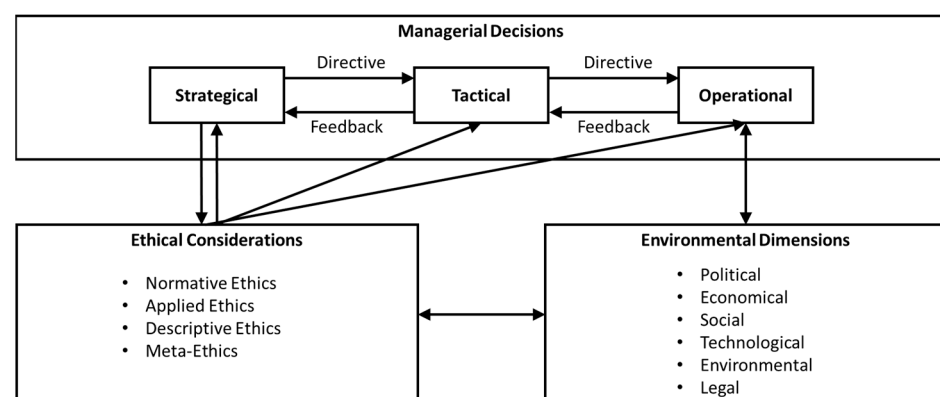 Managerial Decisions
Directive
Directive
Strategical
Tactical
Operational
Feedback
Feedback
Ethical Considerations
• Normative Ethics
• Applied Ethics
• Descriptive Ethics
• Meta-Ethics
Environmental Dimensions
• Political
• Economical
• Social
• Technological
• Environmental
• Legal